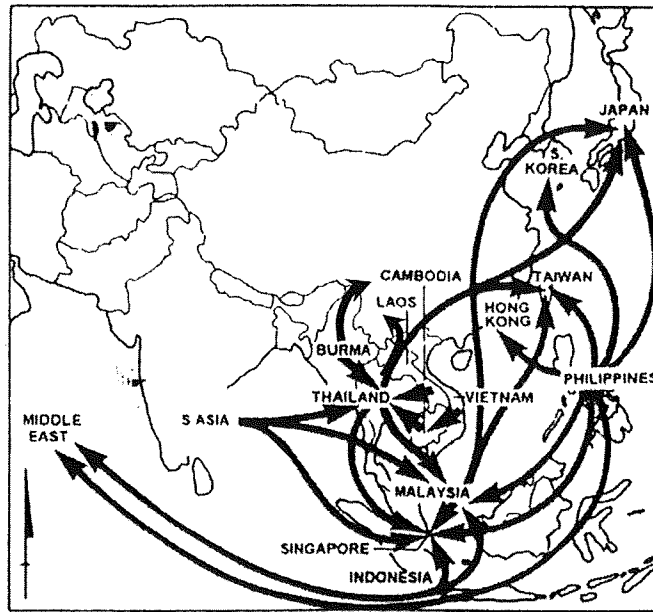 JAPAN
S.
KOREA
CAMBODIA
TAIWAN
LAOS
HONG
KONG
BURMA
THAILAND
VIETNAM
PHILIPPINES
MIDDLE
EAST
S ASIA
MALAYSIA
SINGAPORE
INDONESIA